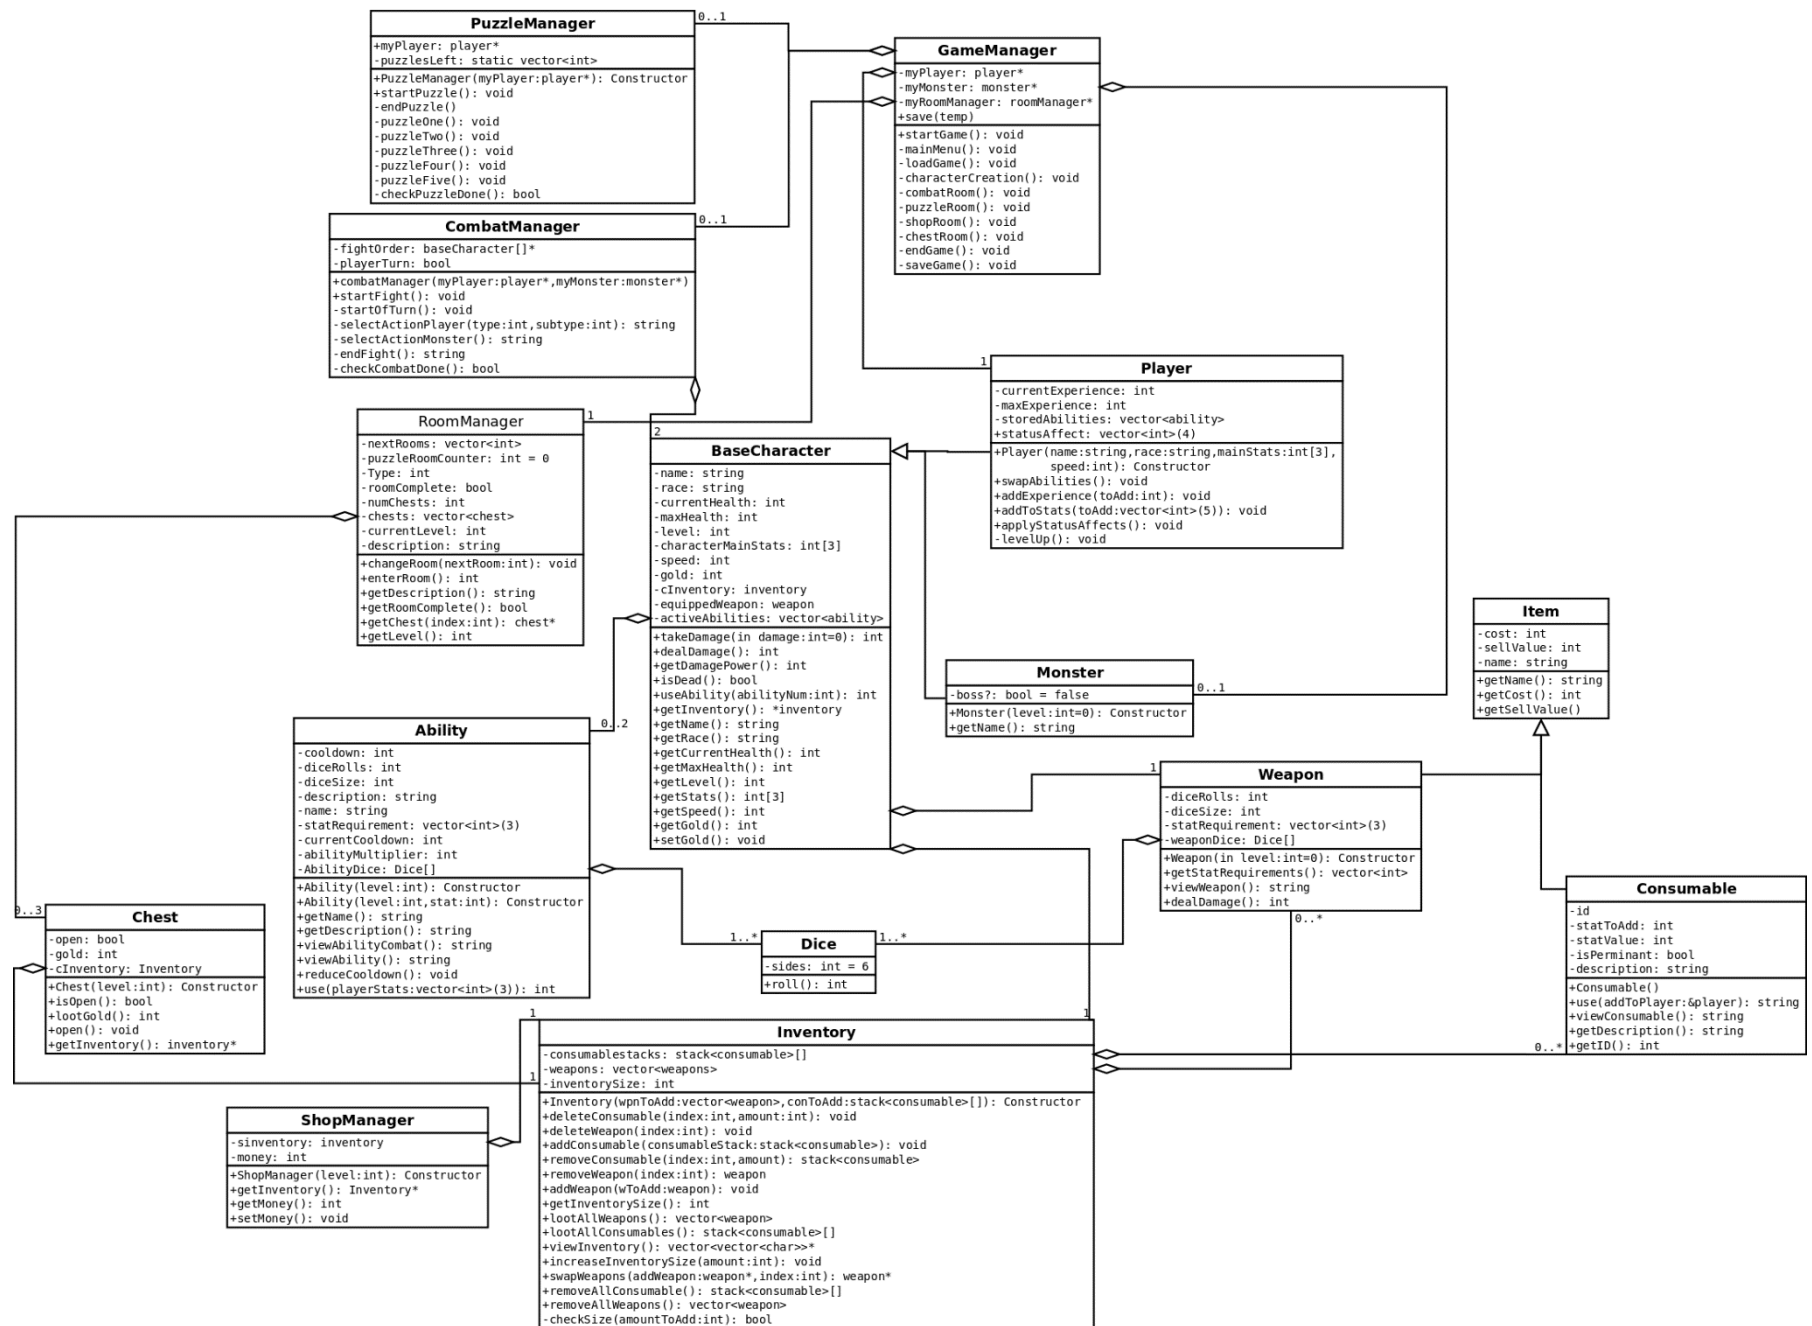 PuzzleManager
+myPlayer: player*
-puzzlesLeft: static vector<int>
+PuzzleManager(myPlayer:player*): Constructor
+startPuzzle(): void
-endPuzzle()
-puzzleOne(): void
-puzzleTwo(): void
-puzzleThree(): void
-puzzleFour(): void
-puzzleFive(): void
-checkPuzzleDone(): bool
0..1
GameManager
-myPlayer: player*
-myMonster: monster*
-myRoomManager: roomManager*
+save(temp)
+startGame(): void
-mainMenu(): void
-loadGame(): void
-characterCreation(): void
-combatRoom(): void
-puzzleRoom(): void
-shopRoom(): void
-chestRoom(): void
-endGame(): void
-saveGame(): void
CombatManager
-fightOrder: baseCharacter[]*
-playerTurn: bool
+combatManager(myPlayer:player*,myMonster:monster*)
+startFight(): void
-startOfTurn(): void
-selectActionPlayer(type:int,subtype:int): string
-selectActionMonster(): string
-endFight(): string
-checkCombatDone(): bool
0..1
1
Player
-currentExperience: int
-maxExperience: int
-storedAbilities: vector<ability>
+statusAffect: vector<int>(4)
+Player(name:string,race:string,mainStats:int[3],
speed:int): Constructor
+swapAbilities(): void
+addExperience(toAdd:int): void
+addToStats(toAdd:vector<int>(5)): void
+applyStatusAffects(): void
-levelUp(): void
RoomManager
-nextRooms: vector<int>
-puzzleRoomCounter: int = 0
-Type: int
-roomComplete: bool
-numChests: int
-chests: vector<chest>
-currentLevel: int
-description: string
+changeRoom(nextRoom:int): void
+enterRoom(): int
+getDescription(): string
+getRoomComplete(): bool
+getChest(index:int): chest*
+getLevel(): int
1
2
BaseCharacter
-name: string
-race: string
-currentHealth: int
-maxHealth: int
-level: int
-characterMainStats: int[3]
-speed: int
-gold: int
-cInventory: inventory
-equippedWeapon: weapon
-activeAbilities: vector<ability>
+takeDamage(in damage:int=0): int
+dealDamage(): int
+getDamagePower(): int
+isDead(): bool
+useAbility(abilityNum:int): int
+getInventory(): *inventory
+getName(): string
+getRace(): string
+getCurrentHealth(): int
+getMaxHealth(): int
+getLevel(): int
+getStats(): int[3]
+getSpeed(): int
+getGold(): int
+setGold(): void
Item
-cost: int
-sellValue: int
-name: string
+getName(): string
+getCost(): int
+getSellValue()
Monster
-boss?: bool = false
+Monster(level:int=0): Constructor
+getName(): string
0..1
0..2
Ability
-cooldown: int
-diceRolls: int
-diceSize: int
-description: string
-name: string
-statRequirement: vector<int>(3)
-currentCooldown: int
-abilityMultiplier: int
-AbilityDice: Dice[]
+Ability(level:int): Constructor
+Ability(level:int,stat:int): Constructor
+getName(): string
+getDescription(): string
+viewAbilityCombat(): string
+viewAbility(): string
+reduceCooldown(): void
+use(playerStats:vector<int>(3)): int
1
Weapon
-diceRolls: int
-diceSize: int
-statRequirement: vector<int>(3)
-weaponDice: Dice[]
+Weapon(in level:int=0): Constructor
+getStatRequirements(): vector<int>
+viewWeapon(): string
+dealDamage(): int
0..*
Consumable
-id
-statToAdd: int
-statValue: int
-isPerminant: bool
-description: string
+Consumable()
+use(addToPlayer:&player): string
+viewConsumable(): string
+getDescription(): string
+getID(): int
0..*
0..3
Chest
-open: bool
-gold: int
-cInventory: Inventory
+Chest(level:int): Constructor
+isOpen(): bool
+lootGold(): int
+open(): void
+getInventory(): inventory*
1..*
Dice
-sides: int = 6
+roll(): int
1..*
1
1
1
Inventory
-consumablestacks: stack<consumable>[]
-weapons: vector<weapons>
-inventorySize: int
+Inventory(wpnToAdd:vector<weapon>,conToAdd:stack<consumable>[]): Constructor
+deleteConsumable(index:int,amount:int): void
+deleteWeapon(index:int): void
+addConsumable(consumableStack:stack<consumable>): void
+removeConsumable(index:int,amount): stack<consumable>
+removeWeapon(index:int): weapon
+addWeapon(wToAdd:weapon): void
+getInventorySize(): int
+lootAllWeapons(): vector<weapon>
+lootAllConsumables(): stack<consumable>[]
+viewInventory(): vector<vector<char>>*
+increaseInventorySize(amount:int): void
+swapWeapons(addWeapon:weapon*,index:int): weapon*
+removeAllConsumable(): stack<consumable>[]
+removeAllWeapons(): vector<weapon>
-checkSize(amountToAdd:int): bool
ShopManager
-sinventory: inventory
-money: int
+ShopManager(level:int): Constructor
+getInventory(): Inventory*
+getMoney(): int
+setMoney(): void